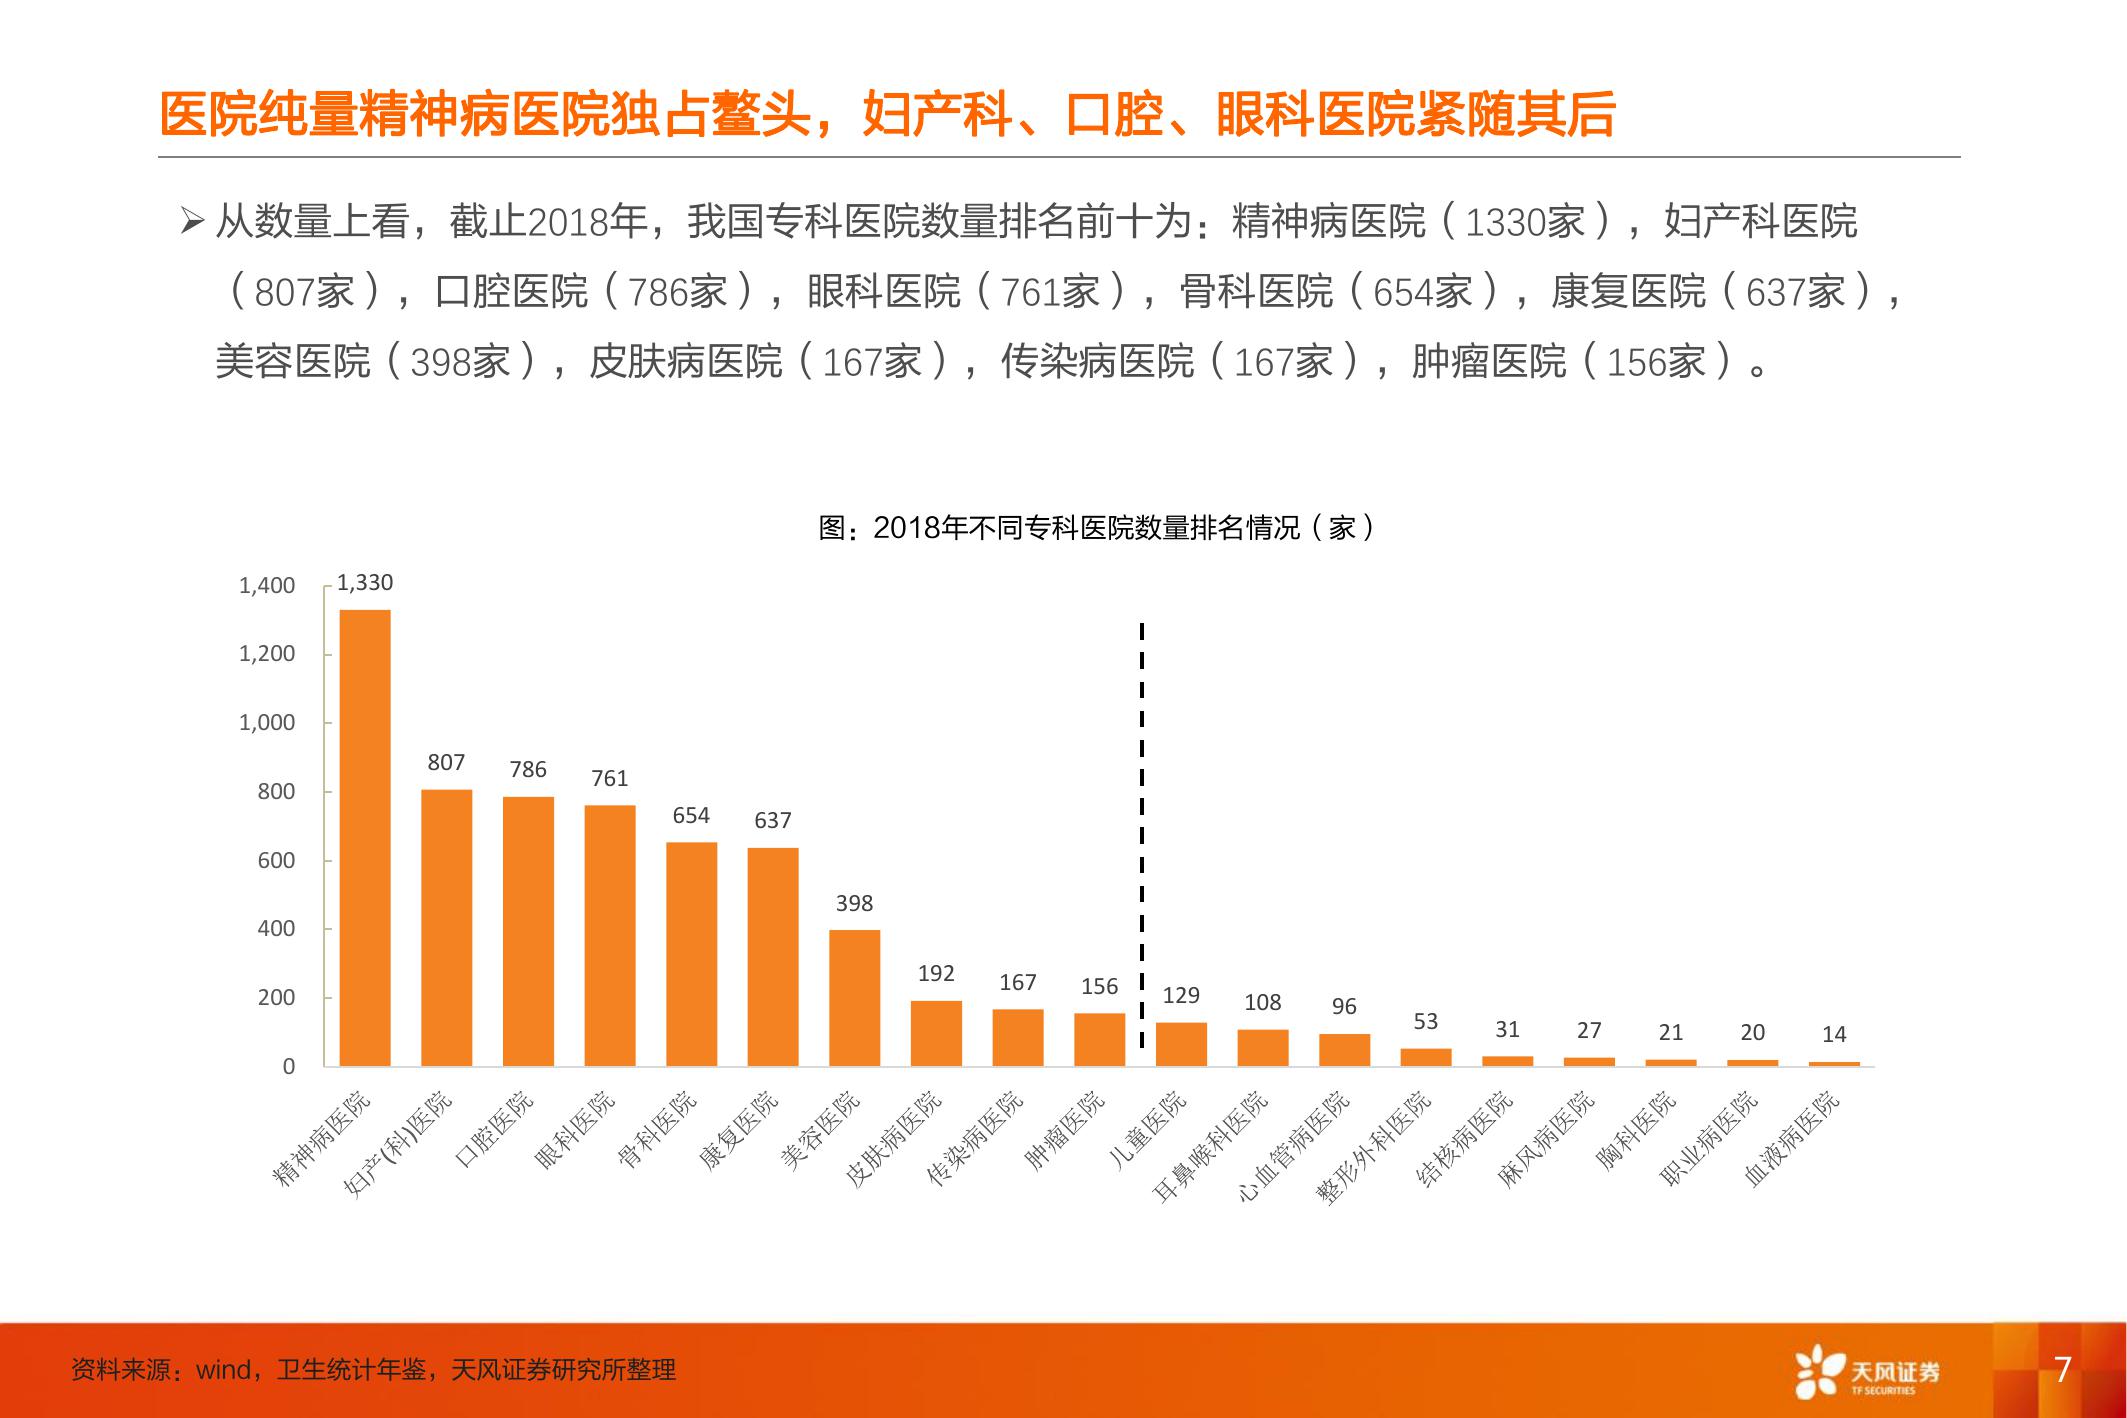 医院纯量精神病医院独占鳌头，妇产科、口腔、眼科医院紧随其后
➢ 从数量上看，截止2018年，我国专科医院数量排名前十为：精神病医院（1330家），妇产科医院
（807家），口腔医院（786家），眼科医院（761家），骨科医院（654家），康复医院（637家），
美容医院（398家），皮肤病医院（167家），传染病医院（167家），肿瘤医院（156家）。
图：2018年不同专科医院数量排名情况（家）
1,400
1,200
1,000
800
600
400
200
0
1,330
807
786
761
654
637
398
192
167
156
129
108
96
53
31
27
21
20
14
精神病医院
妇产(科)医院
口腔医院
眼科医院
骨科医院
康复医院
美容医院
皮肤病医院
传染病医院
肿瘤医院
儿童医院
耳鼻喉科医院
心血管病医院
整形外科医院
结核病医院
麻风病医院
胸科医院
职业病医院
血液病医院
资料来源：wind，卫生统计年鉴，天风证券研究所整理
天风证券
TF SECURITIES
7